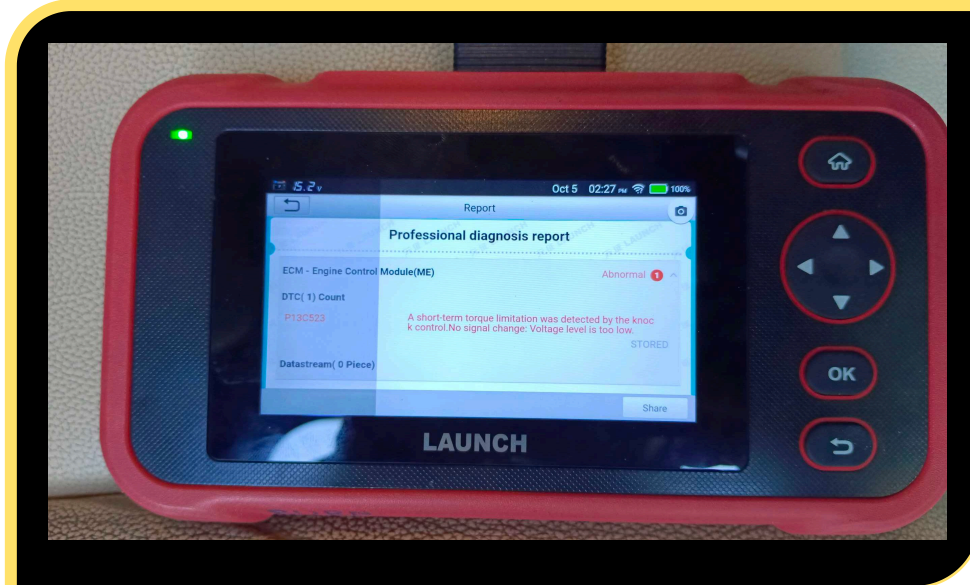 15.2 v Oct 5 02:27 PM 100%
Report
Professional diagnosis report
ECM - Engine Control Module(ME) Abnormal 1
DTC( 1) Count
P13C523 A short-term torque limitation was detected by the knoc
k control.No signal change: Voltage level is too low.
STORED
Datastream( 0 Piece)
Share
LAUNCH
OK